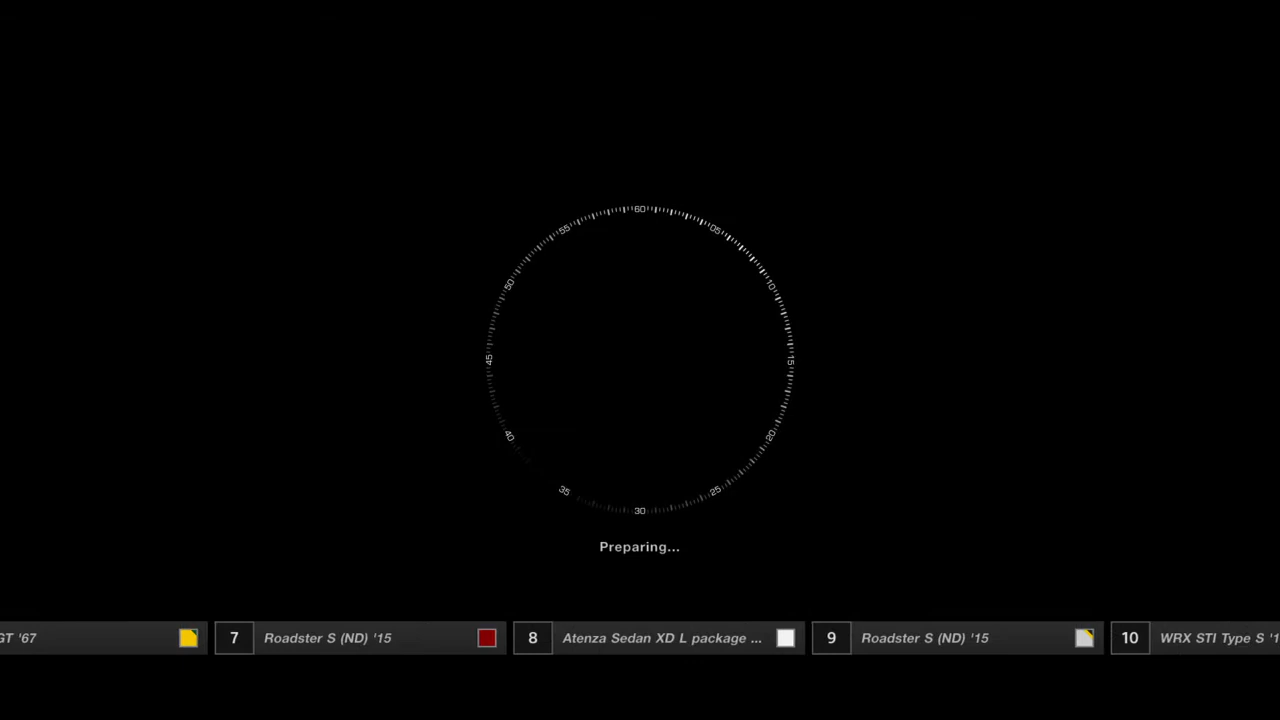 60
05
10
15
20
25
30
35
40
45
50
55
Preparing...
GT '67
7 Roadster S (ND) '15
8 Atenza Sedan XD L package ...
9 Roadster S (ND) '15
10 WRX STI Type S '1